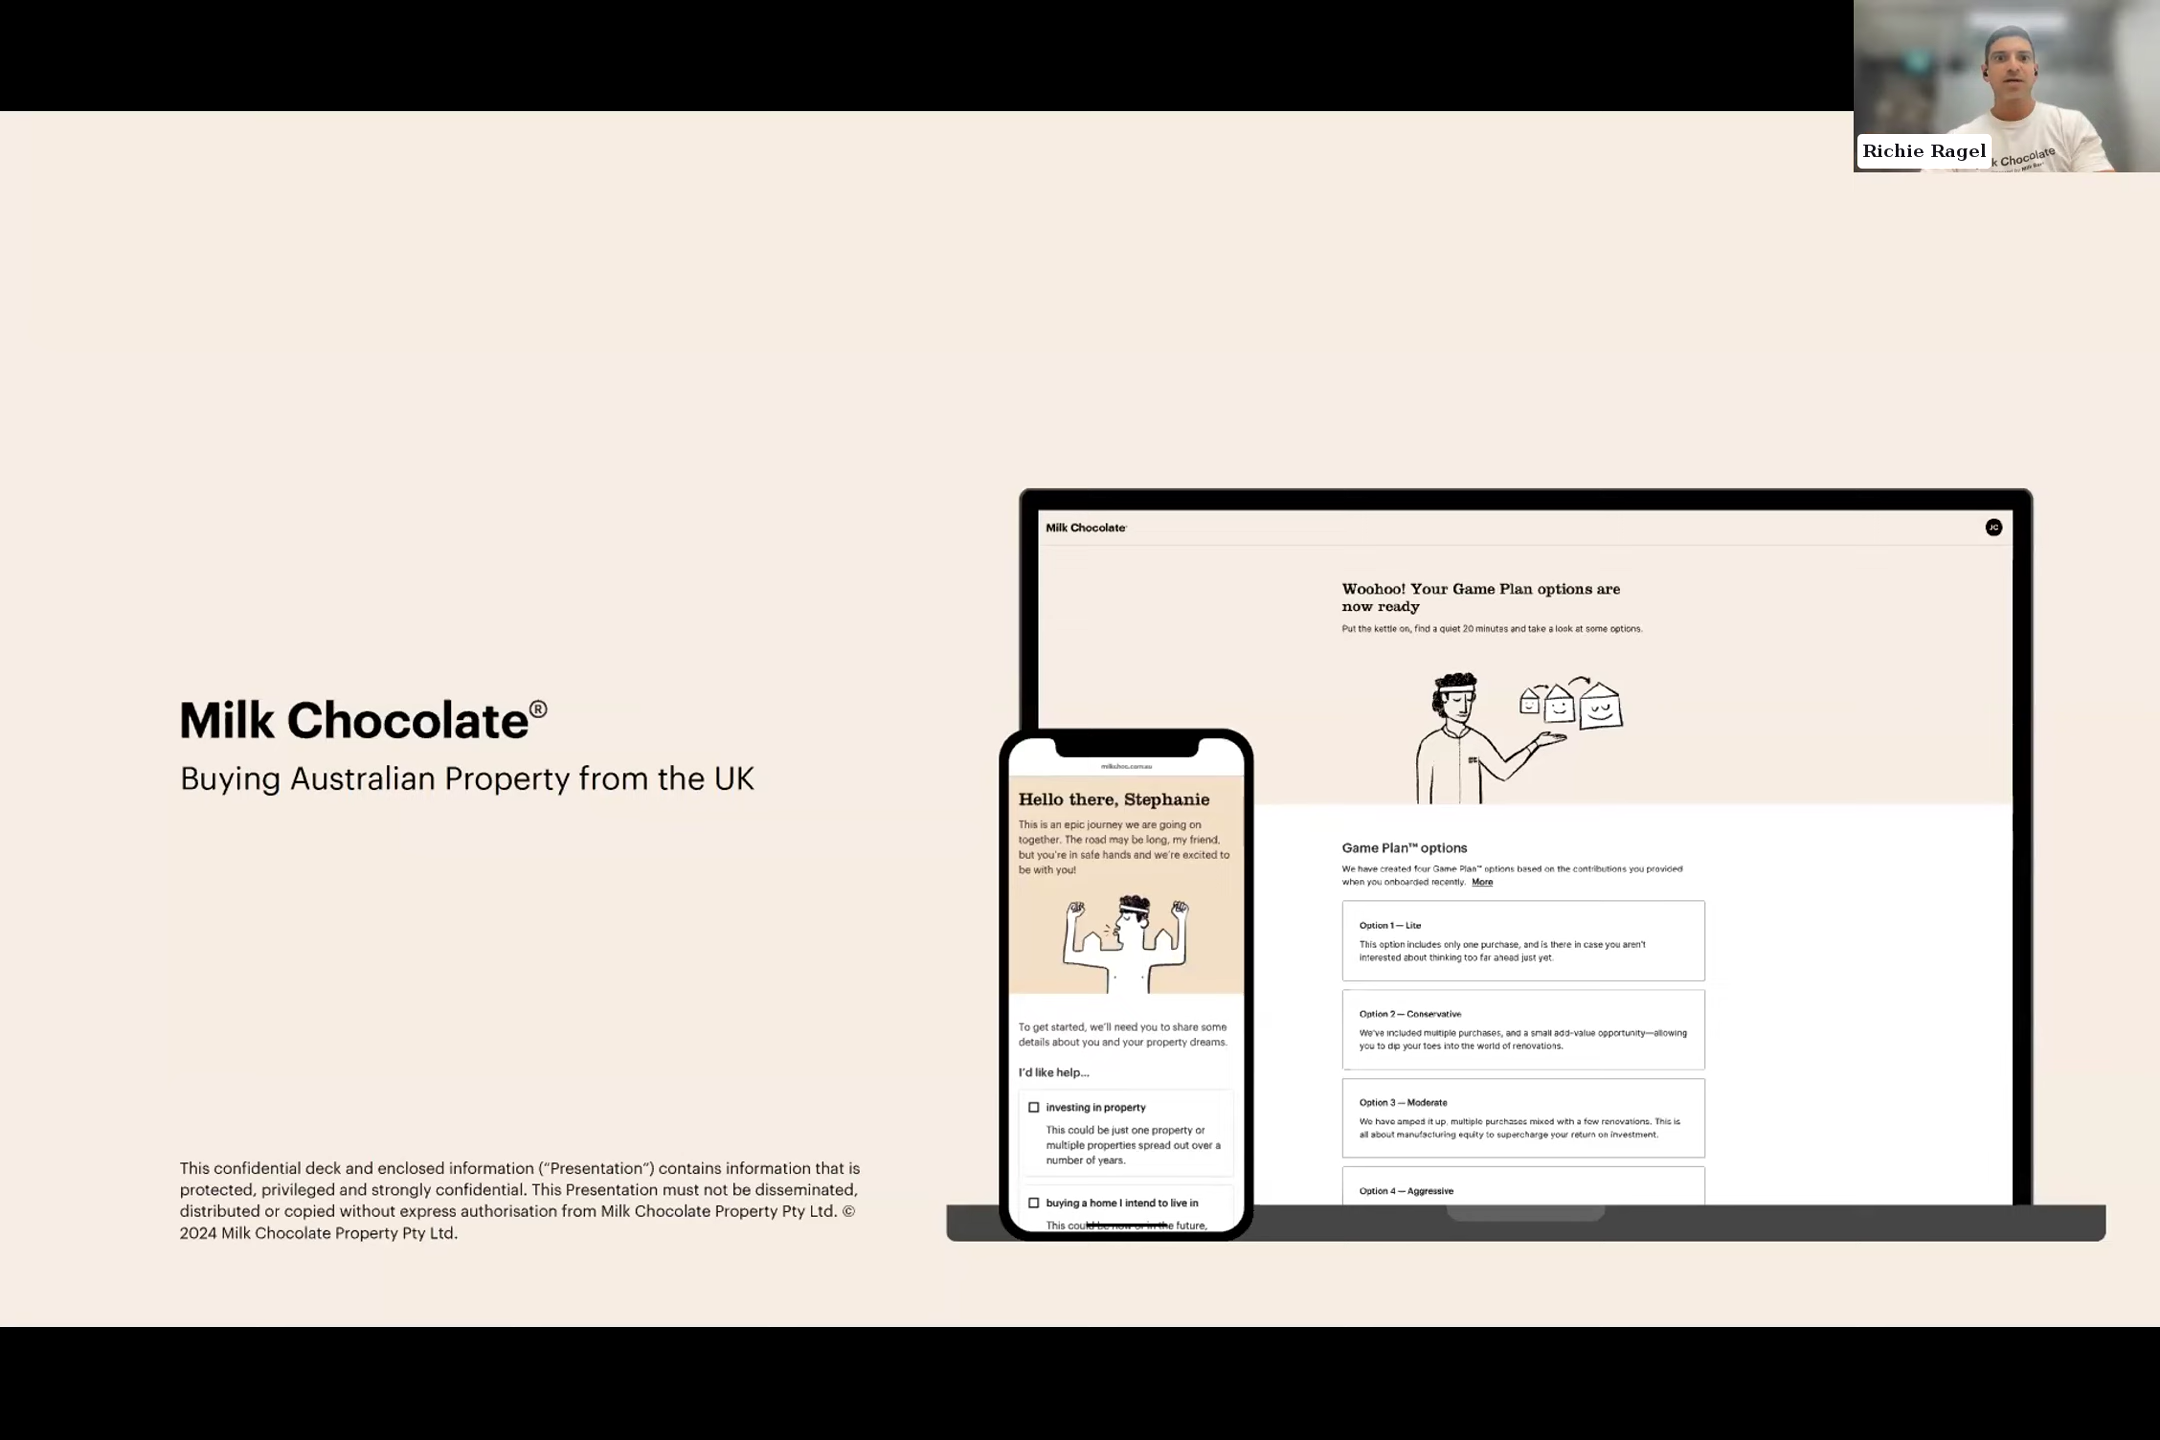 Richie Ragel
k Chocolate
Milk Chocolate®
Buying Australian Property from the UK
This confidential deck and enclosed information (“Presentation”) contains information that is
protected, privileged and strongly confidential. This Presentation must not be disseminated,
distributed or copied without express authorisation from Milk Chocolate Property Pty Ltd. ©
2024 Milk Chocolate Property Pty Ltd.
Milk Chocolate
JC
Woohoo! Your Game Plan options are
now ready
Put the kettle on, find a quiet 20 minutes and take a look at some options.
Game Plan™ options
We have created four Game Plan™ options based on the contributions you provided
when you onboarded recently. More
Option 1 — Lite
This option includes only one purchase, and is there in case you aren't
interested about thinking too far ahead just yet.
Option 2 — Conservative
We've included multiple purchases, and a small add-value opportunity—allowing
you to dip your toes into the world of renovations.
Option 3 — Moderate
We have amped it up, multiple purchases mixed with a few renovations. This is
all about manufacturing equity to supercharge your return on investment.
Option 4 — Aggressive
milkchoc.com.au
Hello there, Stephanie
This is an epic journey we are going on
together. The road may be long, my friend,
but you're in safe hands and we're excited to
be with you!
To get started, we'll need you to share some
details about you and your property dreams.
I'd like help...
investing in property
This could be just one property or
multiple properties spread out over a
number of years.
buying a home I intend to live in
This could be now or in the future,